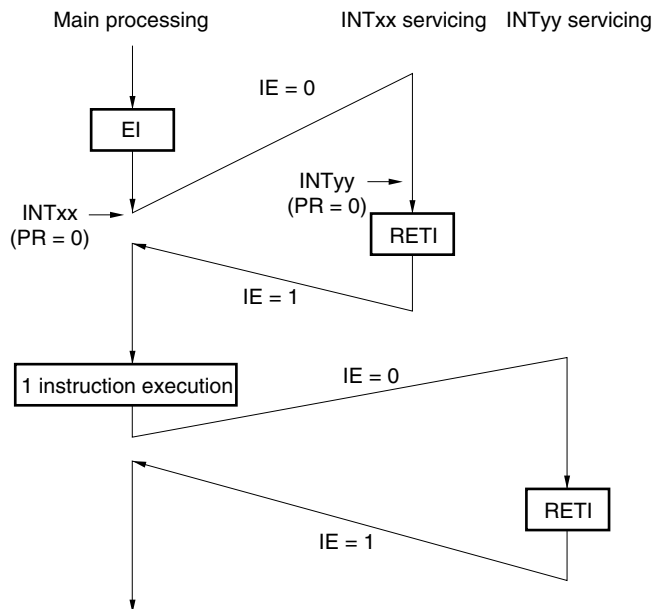 Main processing
INTxx servicing
INTyy servicing
IE = 0
EI
INTyy
(PR = 0)
INTxx
(PR = 0)
RETI
IE = 1
1 instruction execution
IE = 0
RETI
IE = 1